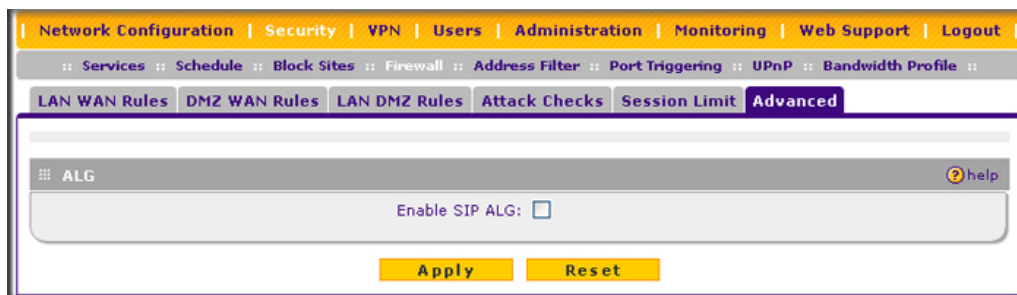 | Network Configuration | Security | VPN | Users | Administration | Monitoring | Web Support | Logout |
:: Services :: Schedule :: Block Sites :: Firewall :: Address Filter :: Port Triggering :: UPnP :: Bandwidth Profile ::
LAN WAN Rules DMZ WAN Rules LAN DMZ Rules Attack Checks Session Limit Advanced
ALG ? help
Enable SIP ALG:
Apply Reset